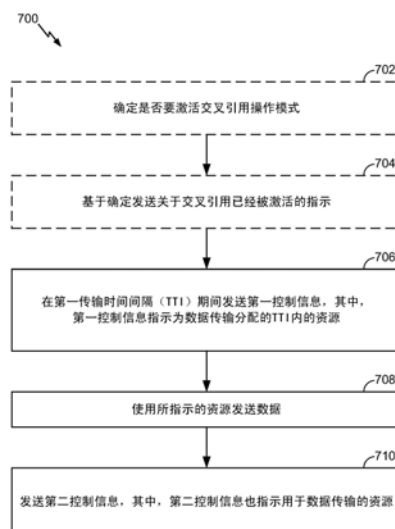 700
702
确定是否要激活交叉引用操作模式
704
基于确定发送关于交叉引用已经被激活的指示
706
在第一传输时间间隔（TTI）期间发送第一控制信息，其中，
第一控制信息指示为数据传输分配的TTI内的资源
708
使用所指示的资源发送数据
710
发送第二控制信息，其中，第二控制信息也指示用于数据传输的资源